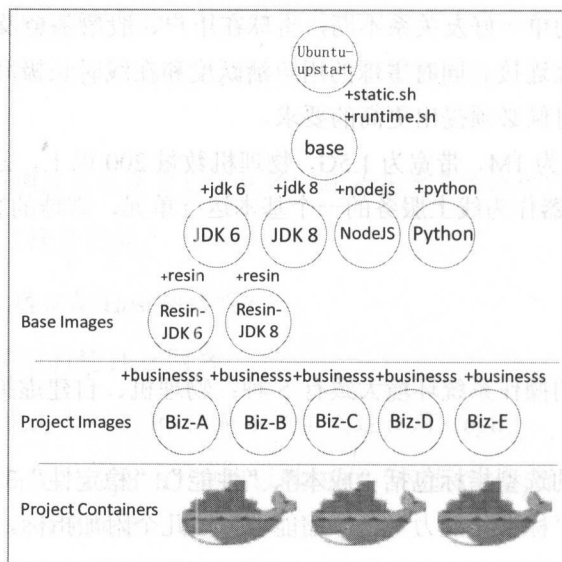 Ubuntu-
upstart
+static.sh
+runtime.sh
base
+jdk 6 +jdk 8 +nodejs +python
JDK 6 JDK 8 NodeJS Python
+resin +resin
Resin-
JDK 6
Resin-
JDK 8
Base Images
+businesss +businesss +businesss +businesss +businesss
Project Images Biz-A Biz-B Biz-C Biz-D Biz-E
Project Containers